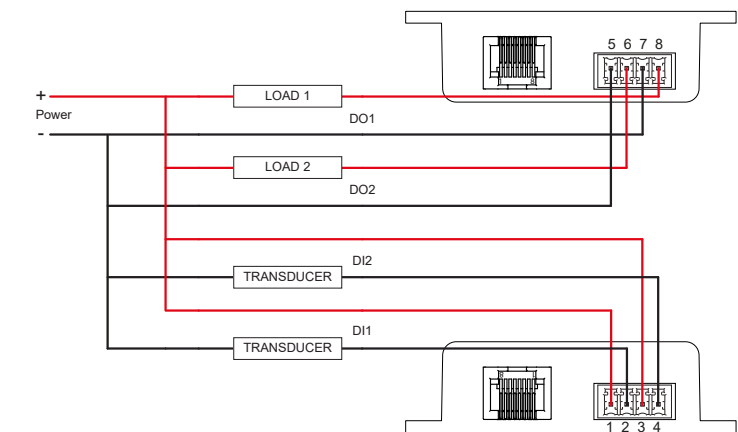 5 6 7 8
+
LOAD 1
Power
DO1
-
LOAD 2
DO2
DI2
TRANSDUCER
DI1
TRANSDUCER
1 2 3 4